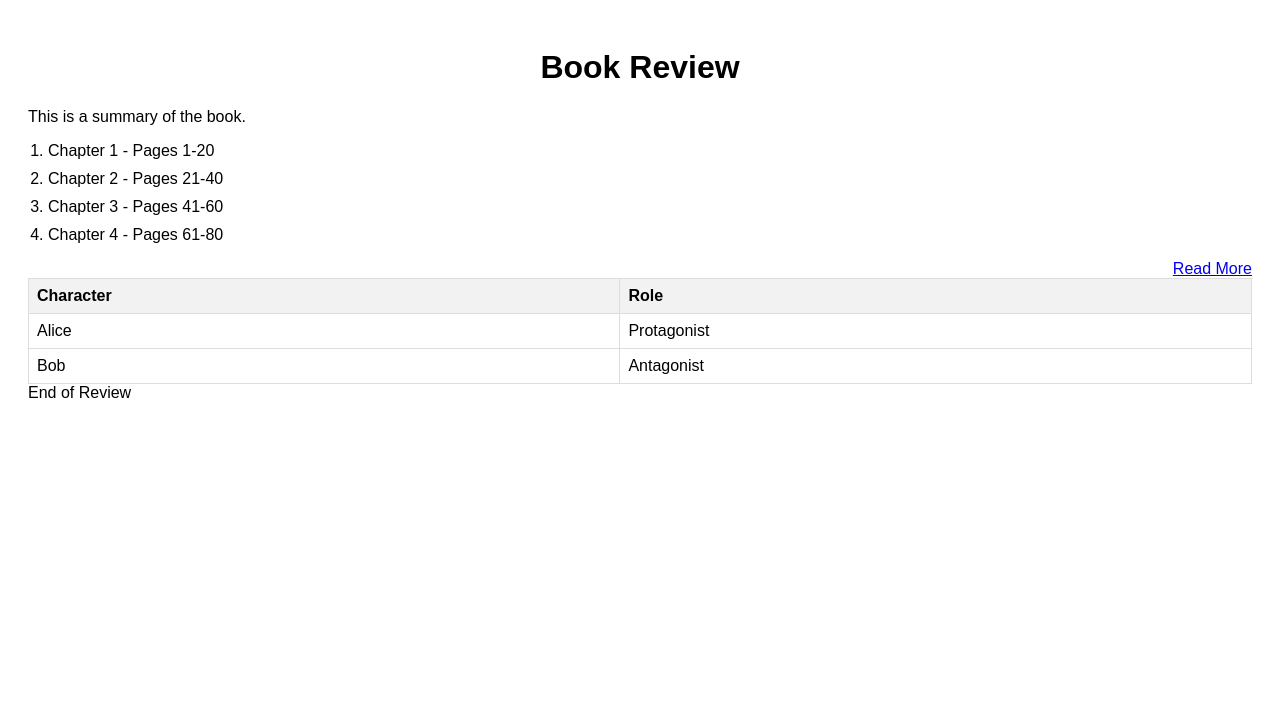 Book Review
This is a summary of the book.
1. Chapter 1 - Pages 1-20
2. Chapter 2 - Pages 21-40
3. Chapter 3 - Pages 41-60
4. Chapter 4 - Pages 61-80
Read More
Character Role
Alice Protagonist
Bob Antagonist
End of Review